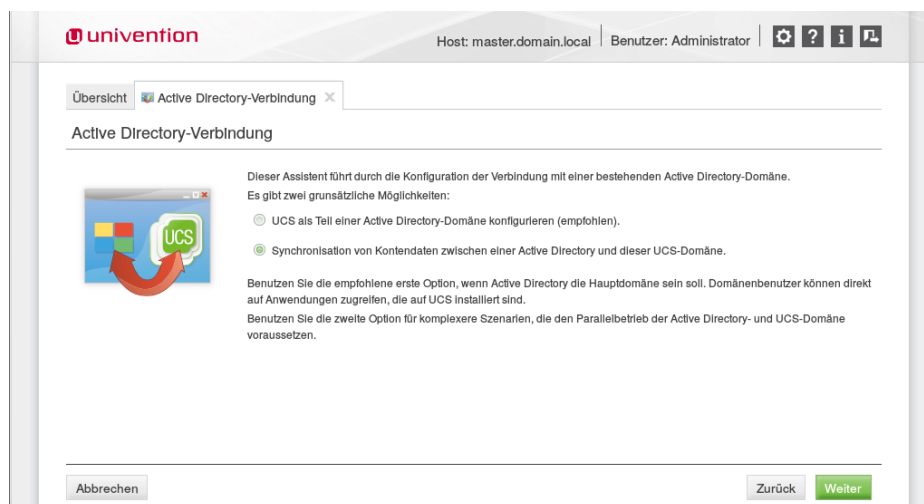 univention
Host: master.domain.local Benutzer: Administrator
Übersicht Active Directory-Verbindung
Active Directory-Verbindung
Dieser Assistent führt durch die Konfiguration der Verbindung mit einer bestehenden Active Directory-Domäne.
Es gibt zwei grunsätzliche Möglichkeiten:
UCS als Teil einer Active Directory-Domäne konfigurieren (empfohlen).
UCS
Synchronisation von Kontendaten zwischen einer Active Directory und dieser UCS-Domäne.
Benutzen Sie die empfohlene erste Option, wenn Active Directory die Hauptdomäne sein soll. Domänenbenutzer können direkt
auf Anwendungen zugreifen, die auf UCS installiert sind.
Benutzen Sie die zweite Option für komplexere Szenarien, die den Parallelbetrieb der Active Directory- und UCS-Domäne
voraussetzen.
Abbrechen Zurück Weiter